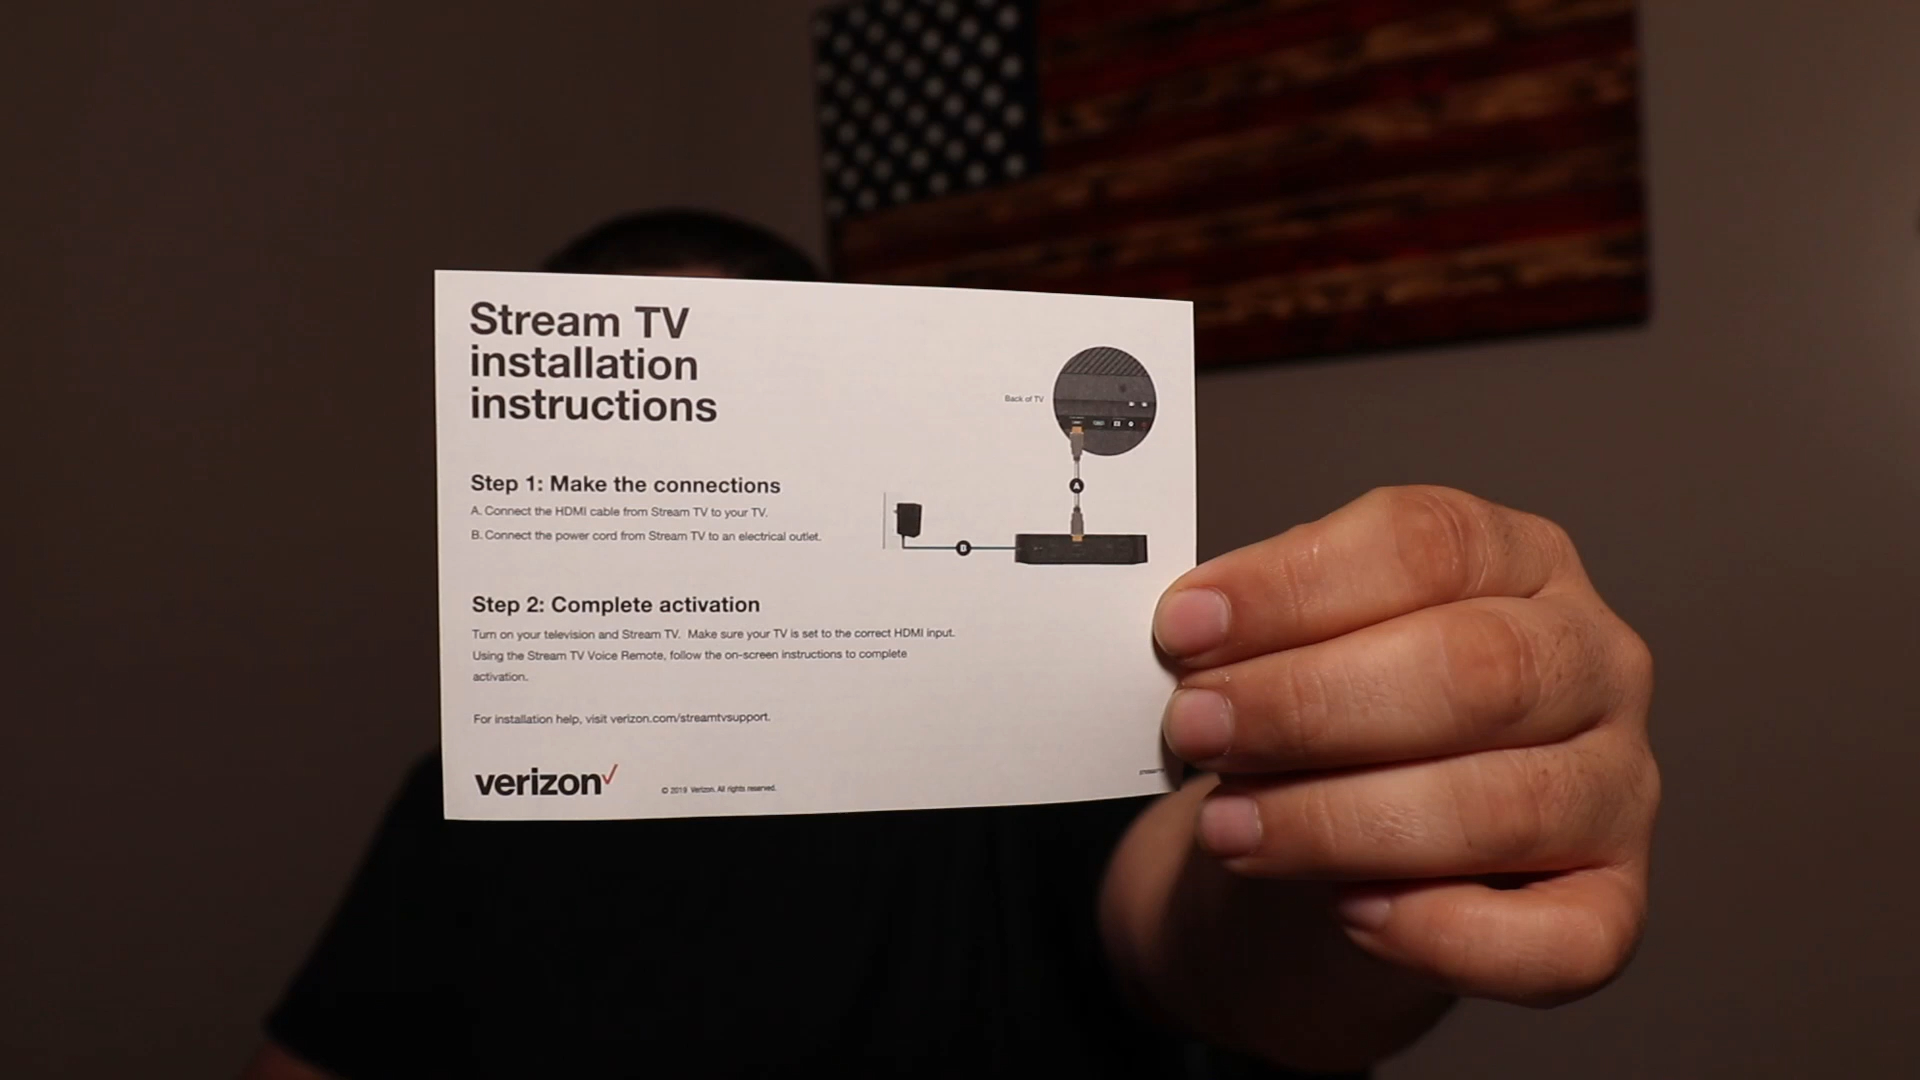 Stream TV
installation
instructions
Back of TV
Step 1: Make the connections
A. Connect the HDMI cable from Stream TV to your TV.
B. Connect the power cord from Stream TV to an electrical outlet.
A
B
Step 2: Complete activation
Turn on your television and Stream TV. Make sure your TV is set to the correct HDMI input.
Using the Stream TV Voice Remote, follow the on-screen instructions to complete
activation.
For installation help, visit verizon.com/streamtvsupport.
verizon✓
© 2019 Verizon. All rights reserved.